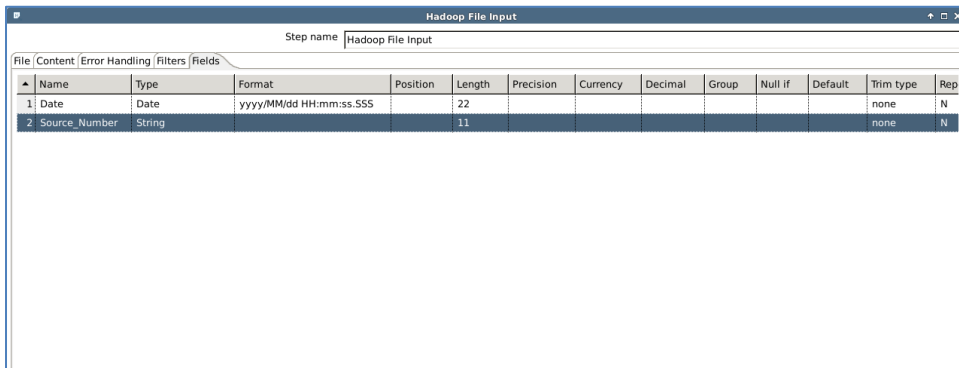 Hadoop File Input
Step name Hadoop File Input
File Content Error Handling Filters Fields
Name Type Format Position Length Precision Currency Decimal Group Null if Default Trim type Rep
1 Date Date yyyy/MM/dd HH:mm:ss.SSS 22 none N
2 Source_Number String 11 none N